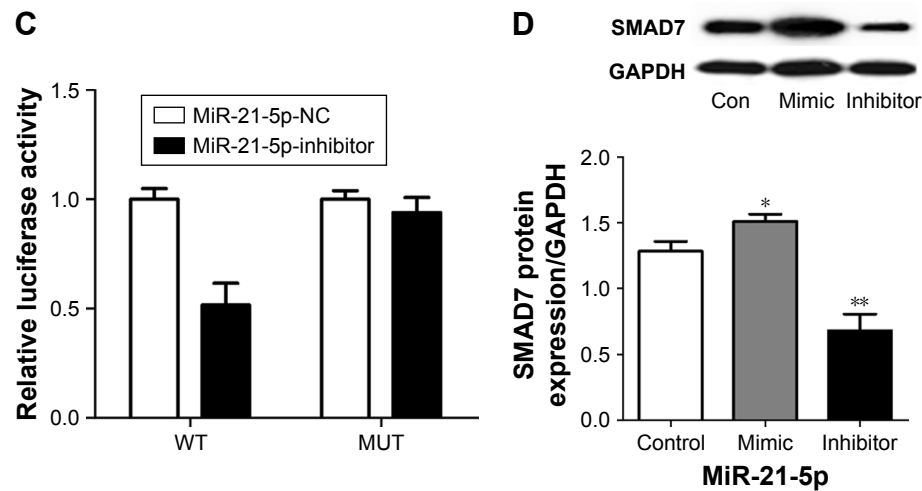 C
Relative luciferase activity
1.5
1.0
0.5
0.0
MiR-21-5p-NC
MiR-21-5p-inhibitor
WT MUT
D
SMAD7
GAPDH
Con Mimic Inhibitor
SMAD7 protein
expression/GAPDH
2.0
1.5
1.0
0.5
0.0
*
**
Control Mimic Inhibitor
MiR-21-5p